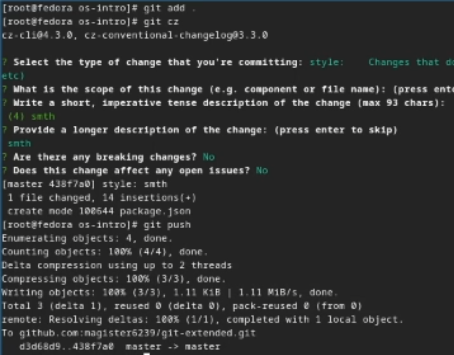 [root@fedora os-intro]# git add .
[root@fedora os-intro]# git cz
cz-cli@4.3.0, cz-conventional-changelog@3.3.0
? Select the type of change that you're committing: style:    Changes that do
etc)
? What is the scope of this change (e.g. component or file name): (press ente
? Write a short, imperative tense description of the change (max 93 chars):
(4) smth
? Provide a longer description of the change: (press enter to skip)
smth
? Are there any breaking changes? No
? Does this change affect any open issues? No
[master 438f7a0] style: smth
1 file changed, 14 insertions(+)
create mode 100644 package.json
[root@fedora os-intro]# git push
Enumerating objects: 4, done.
Counting objects: 100% (4/4), done.
Delta compression using up to 2 threads
Compressing objects: 100% (3/3), done.
Writing objects: 100% (3/3), 1.11 KiB | 1.11 MiB/s, done.
Total 3 (delta 1), reused 0 (delta 0), pack-reused 0 (from 0)
remote: Resolving deltas: 100% (1/1), completed with 1 local object.
To github.com:magister6239/git-extended.git
d3d68d9..438f7a0  master -> master